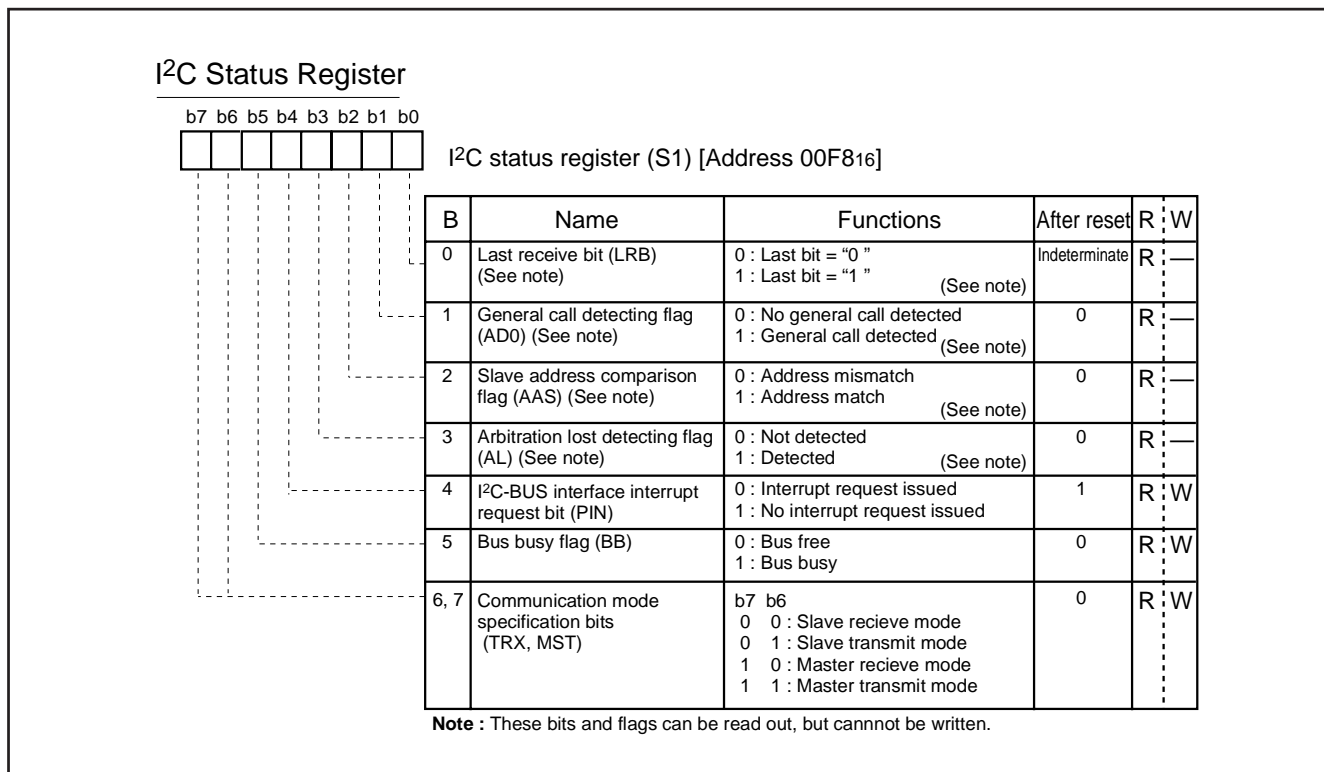 I2C Status Register
b7 b6 b5 b4 b3 b2 b1 b0
I2C status register (S1) [Address 00F816]
B Name Functions After reset R W
0 Last receive bit (LRB) 0 : Last bit = “0 ” Indeterminate R —
(See note) 1 : Last bit = “1 ” (See note)
1 General call detecting flag 0 : No general call detected 0 R —
(AD0) (See note) 1 : General call detected (See note)
2 Slave address comparison 0 : Address mismatch 0 R —
flag (AAS) (See note) 1 : Address match (See note)
3 Arbitration lost detecting flag 0 : Not detected 0 R —
(AL) (See note) 1 : Detected (See note)
4 I2C-BUS interface interrupt 0 : Interrupt request issued 1 R W
request bit (PIN) 1 : No interrupt request issued
5 Bus busy flag (BB) 0 : Bus free 0 R W
1 : Bus busy
6, 7 Communication mode b7 b6 0 R W
specification bits 0 0 : Slave recieve mode
(TRX, MST) 0 1 : Slave transmit mode
1 0 : Master recieve mode
1 1 : Master transmit mode
Note : These bits and flags can be read out, but cannnot be written.